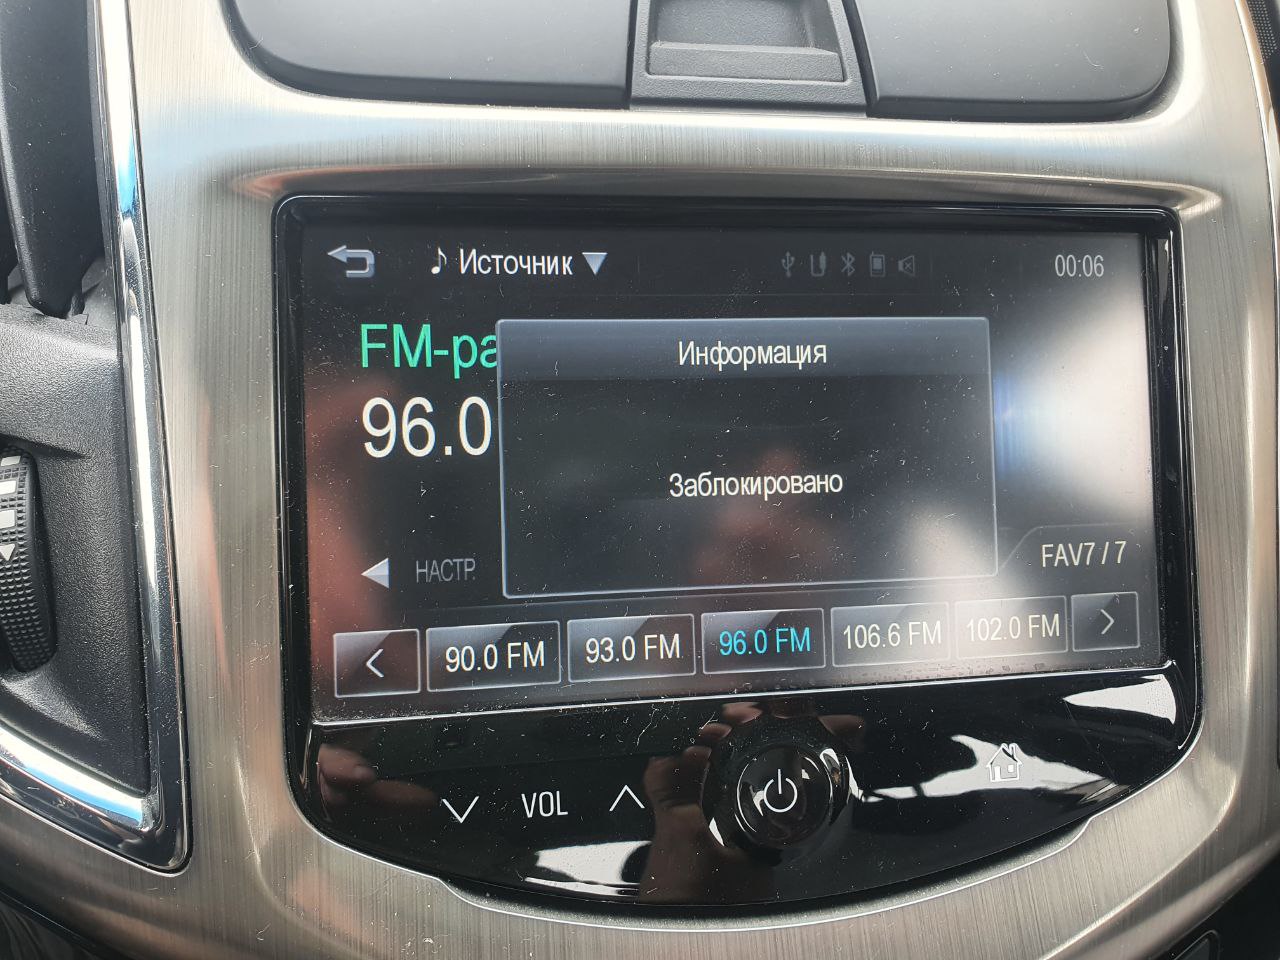 Источник
00:06
FM-ра
96.0
Информация
Заблокировано
НАСТР.
FAV7 / 7
90.0 FM
93.0 FM
96.0 FM
106.6 FM
102.0 FM
VOL